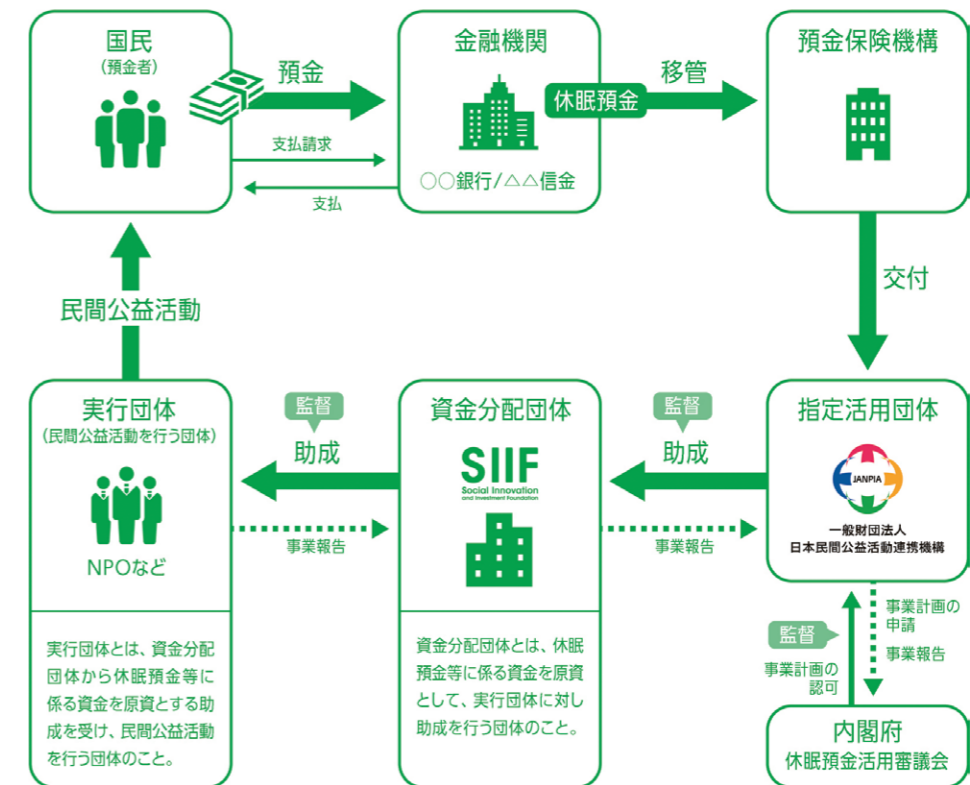 国民
(預金者)
預金
支払請求
支払
金融機関
○○銀行/△△信金
休眠預金
移管
預金保険機構
交付
民間公益活動
実行団体
(民間公益活動を行う団体)
NPOなど
実行団体とは、資金分配
団体から休眠預金等に
係る資金を原資とする助
成を受け、民間公益活動
を行う団体のこと。
監督
助成
事業報告
資金分配団体
SIIF
Social Innovation
and Investment Foundation
資金分配団体とは、休眠
預金等に係る資金を原資
として、実行団体に対し
助成を行う団体のこと。
監督
助成
事業報告
指定活用団体
JANPIA
一般財団法人
日本民間公益活動連携機構
監督
事業計画の
認可
事業計画の
申請
事業報告
内閣府
休眠預金活用審議会